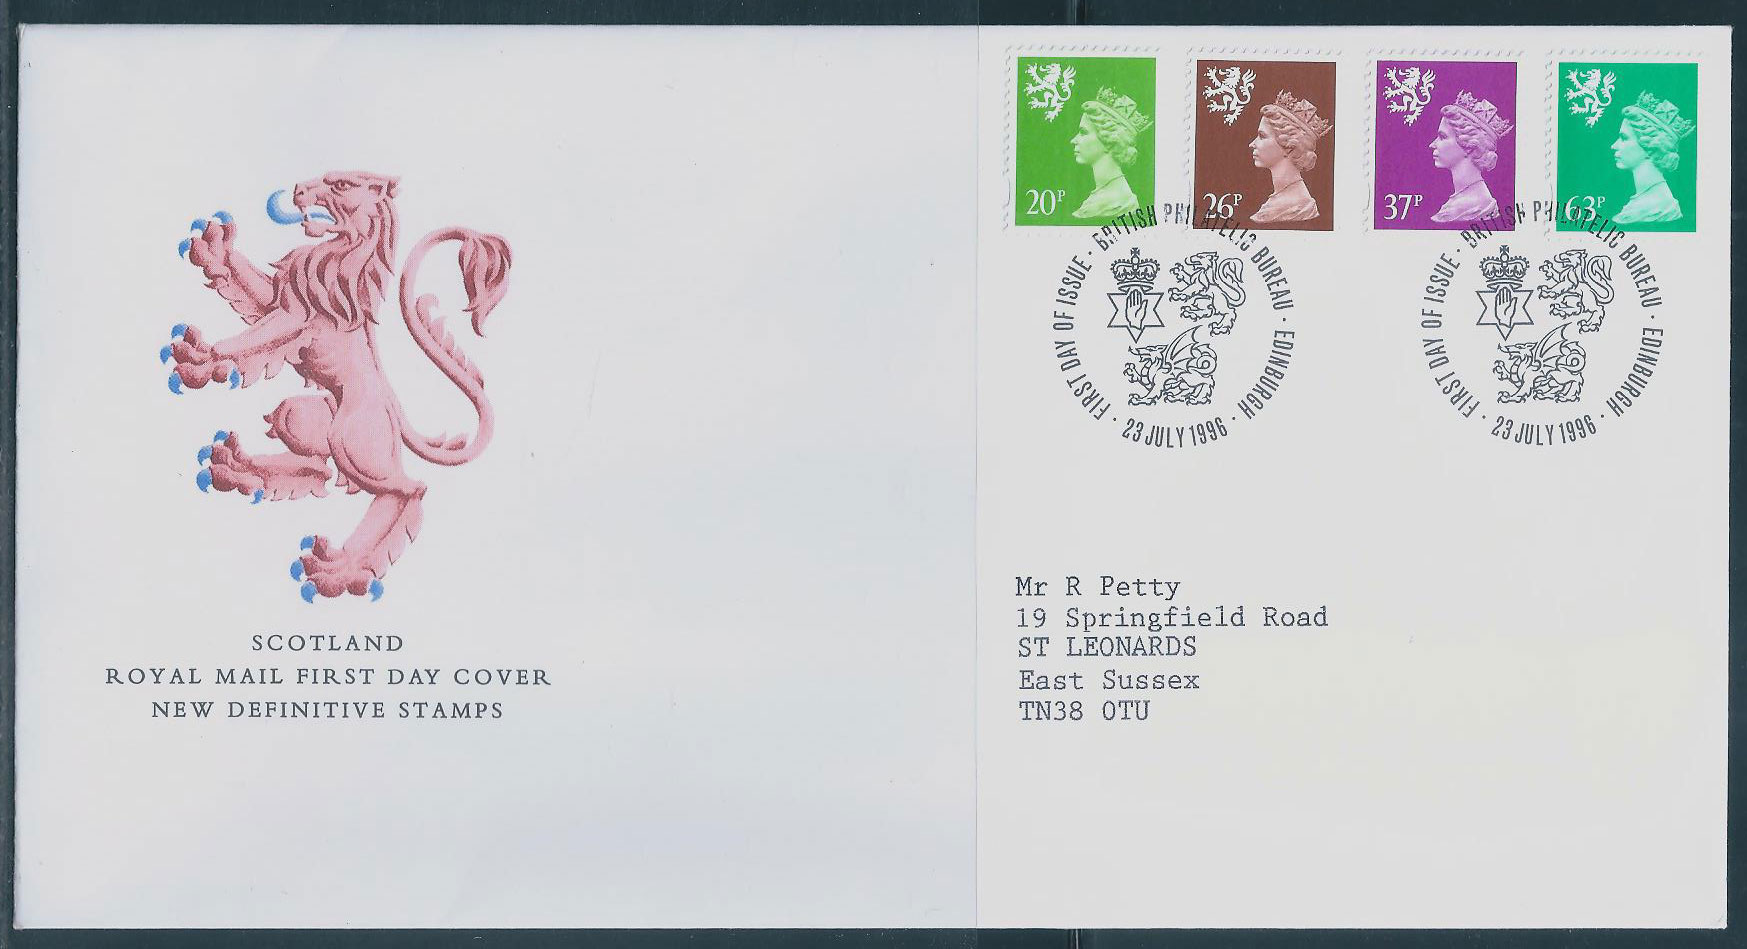 20P
26P
37P
63P
FIRST DAY OF ISSUE · BRITISH PHILATELIC BUREAU · EDINBURGH ·
23 JULY 1996
FIRST DAY OF ISSUE · BRITISH PHILATELIC BUREAU · EDINBURGH ·
23 JULY 1996
SCOTLAND
ROYAL MAIL FIRST DAY COVER
NEW DEFINITIVE STAMPS
Mr R Petty
19 Springfield Road
ST LEONARDS
East Sussex
TN38 0TU